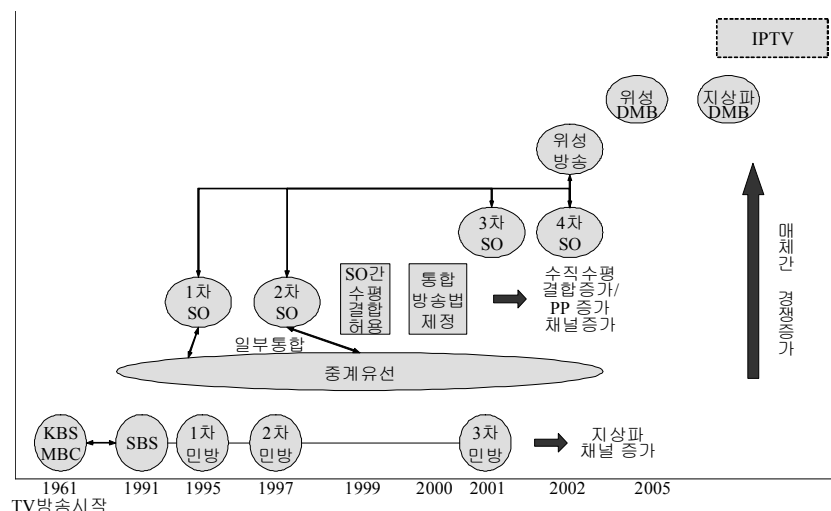 IPTV
위성
DMB
지상파
DMB
위성
방송
3차
SO
4차
SO
1차
SO
2차
SO
SO간
수평
결합
허용
통합
방송법
제정
수직수평
결합증가/
PP 증가
채널증가
매체간 경쟁증가
일부통합
중계유선
KBS
MBC
SBS
1차
민방
2차
민방
3차
민방
지상파
채널 증가
1961 1991 1995 1997 1999 2000 2001 2002 2005
TV방송시작